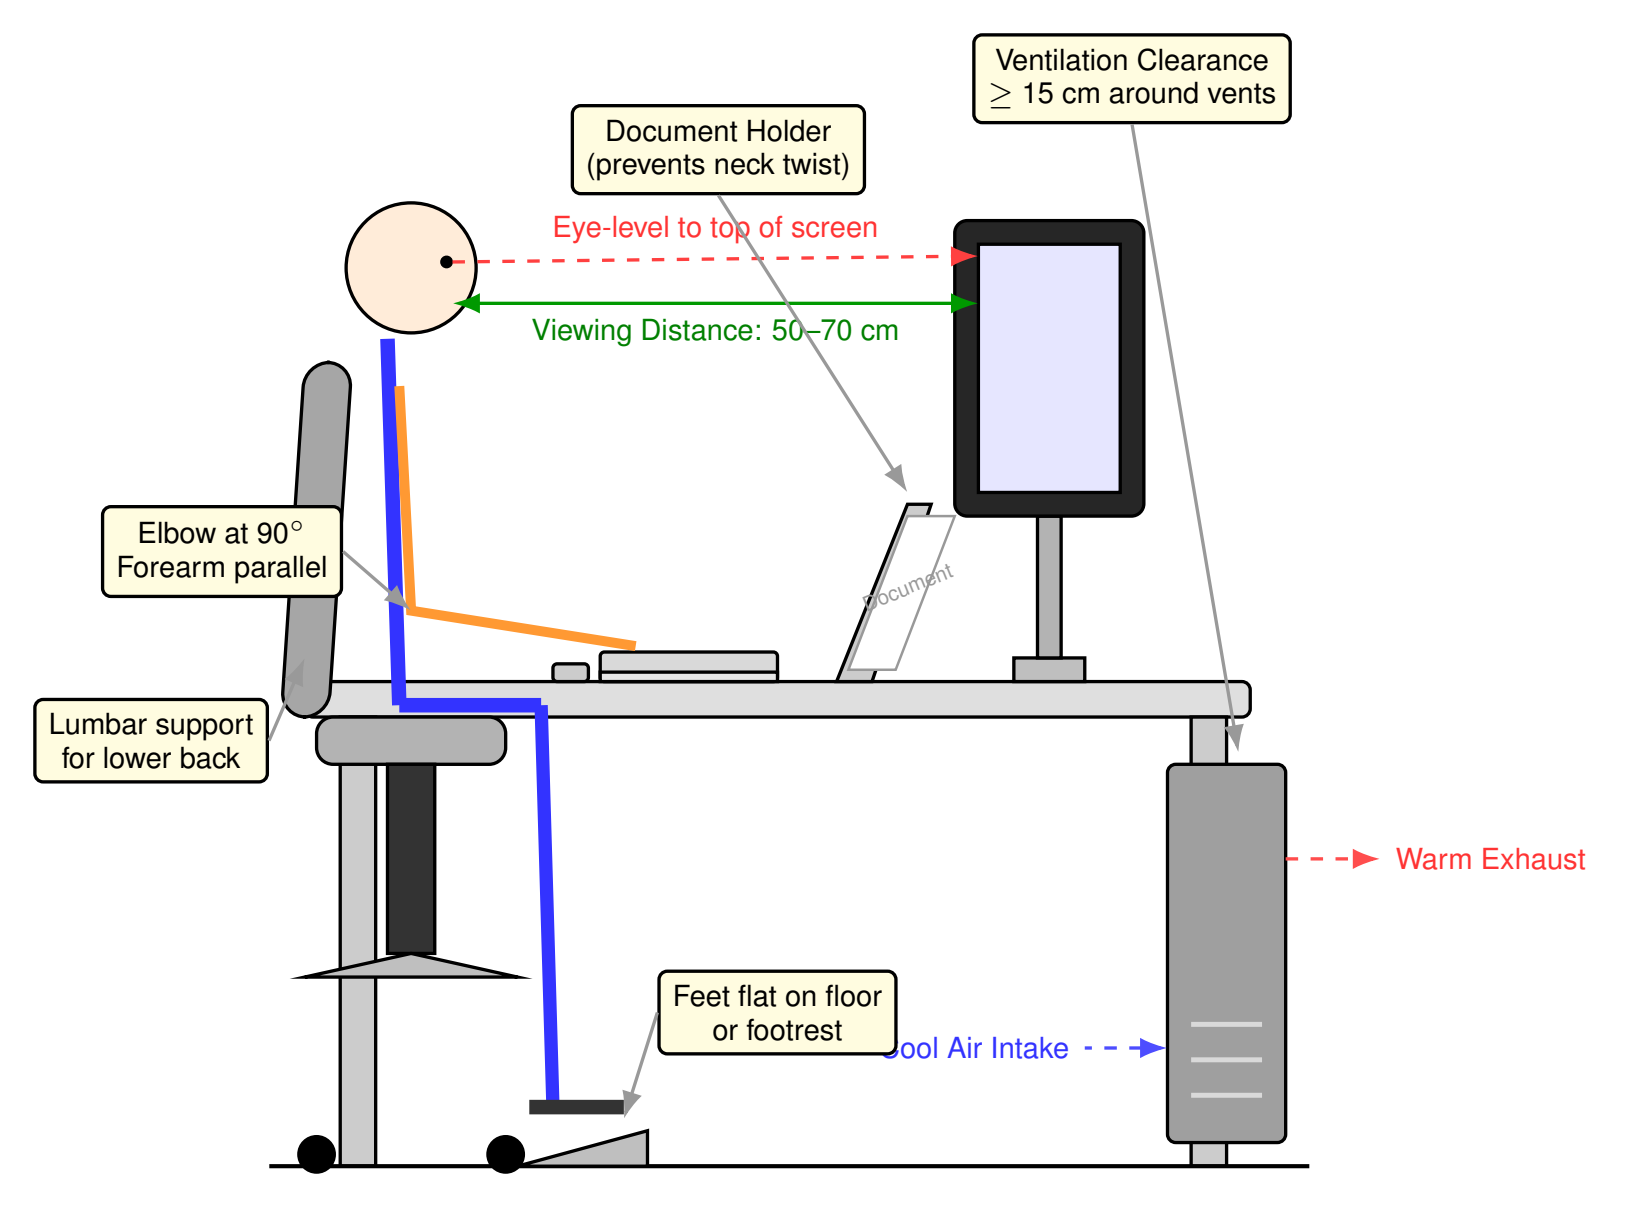 Ventilation Clearance
≥ 15 cm around vents
Document Holder
(prevents neck twist)
Eye-level to top of screen
Viewing Distance: 50–70 cm
Elbow at 90°
Forearm parallel
Document
Lumbar support
for lower back
Warm Exhaust
Feet flat on floor
or footrest
Cool Air Intake